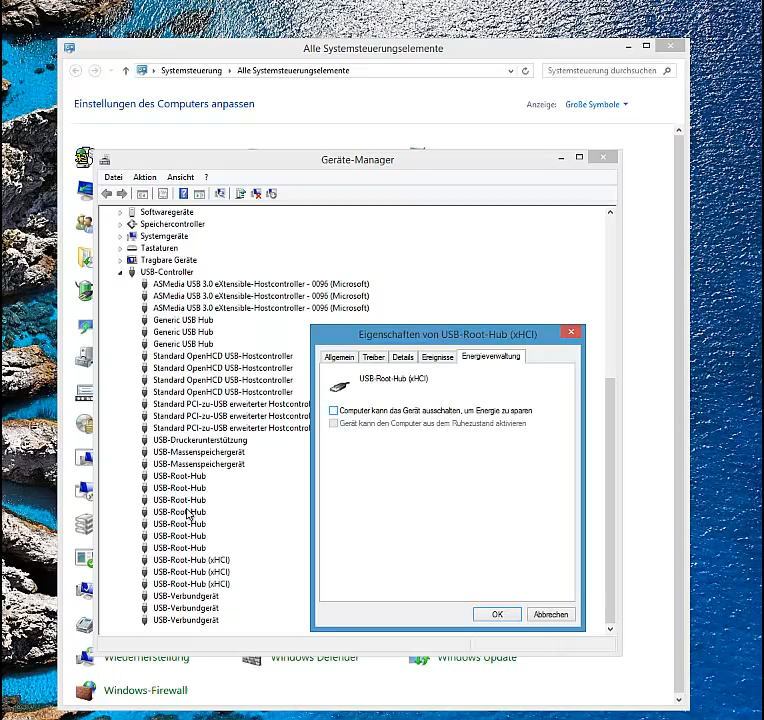 Alle Systemsteuerungselemente
Systemsteuerung
Alle Systemsteuerungselemente
Systemsteuerung durchsuchen
Einstellungen des Computers anpassen
Anzeige: Große Symbole
Geräte-Manager
Datei Aktion Ansicht ?
Softwaregeräte
Speichercontroller
Systemgeräte
Tastaturen
Tragbare Geräte
USB-Controller
ASMedia USB 3.0 eXtensible-Hostcontroller - 0096 (Microsoft)
ASMedia USB 3.0 eXtensible-Hostcontroller - 0096 (Microsoft)
ASMedia USB 3.0 eXtensible-Hostcontroller - 0096 (Microsoft)
Generic USB Hub
Generic USB Hub
Generic USB Hub
Standard OpenHCD USB-Hostcontroller
Standard OpenHCD USB-Hostcontroller
Standard OpenHCD USB-Hostcontroller
Standard OpenHCD USB-Hostcontroller
Standard PCI-zu-USB erweiterter Hostcontrol
Standard PCI-zu-USB erweiterter Hostcontrol
Standard PCI-zu-USB erweiterter Hostcontrol
USB-Druckerunterstützung
USB-Massenspeichergerät
USB-Massenspeichergerät
USB-Root-Hub
USB-Root-Hub
USB-Root-Hub
USB-Root-Hub
USB-Root-Hub
USB-Root-Hub
USB-Root-Hub
USB-Root-Hub (xHCI)
USB-Root-Hub (xHCI)
USB-Root-Hub (xHCI)
USB-Verbundgerät
USB-Verbundgerät
USB-Verbundgerät
Eigenschaften von USB-Root-Hub (xHCI)
Allgemein Treiber Details Ereignisse Energieverwaltung
USB-Root-Hub (xHCI)
Computer kann das Gerät ausschalten, um Energie zu sparen
Gerät kann den Computer aus dem Ruhezustand aktivieren
OK Abbrechen
Wiederherstellung Windows Defender Windows Update
Windows-Firewall